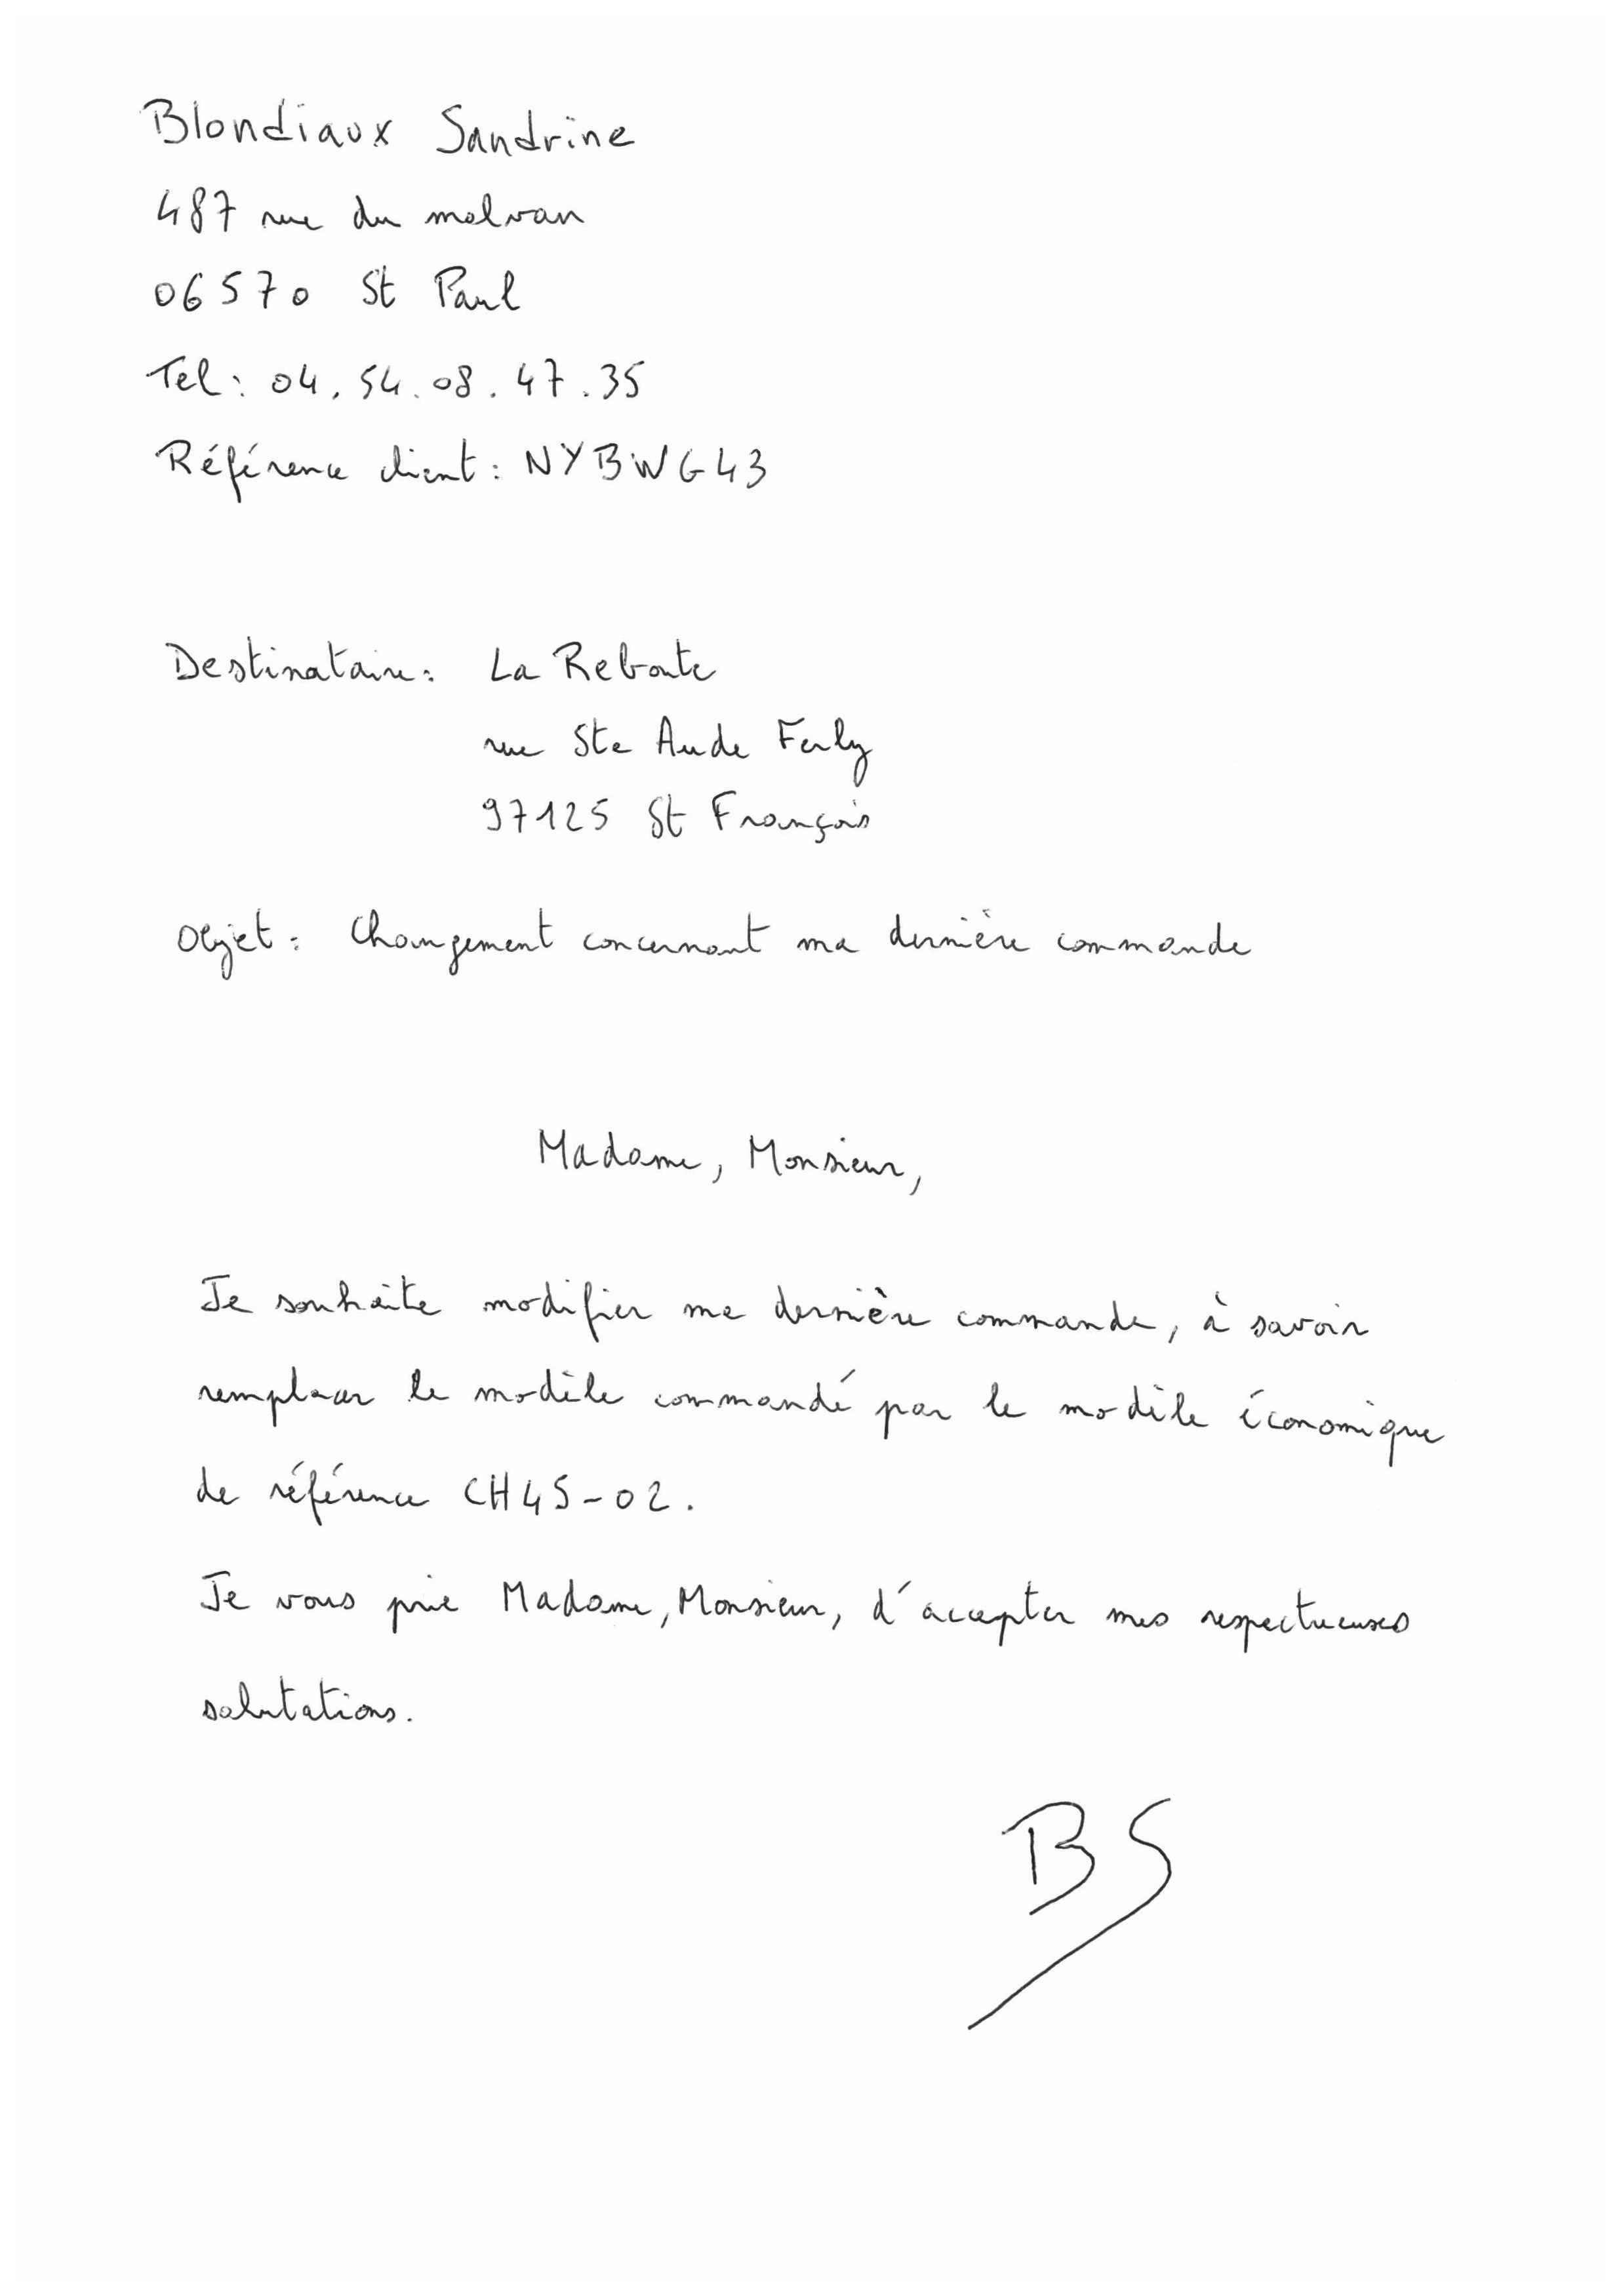 Blondiaux Sandrine
487 rue du malvan
06570 St Paul
Tel: 04.54.08.47.35
Référence client: NYBWG43
Destinataire: La Reboute
rue Ste Aude Ferly
97125 St François
Objet: Changement concernant ma dernière commande
Madame, Monsieur,
Je souhaite modifier ma dernière commande, à savoir
remplacer le modèle commandé par le modèle économique
de référence CH45-02.
Je vous prie Madame, Monsieur, d'accepter mes respectueuses
salutations.
BS